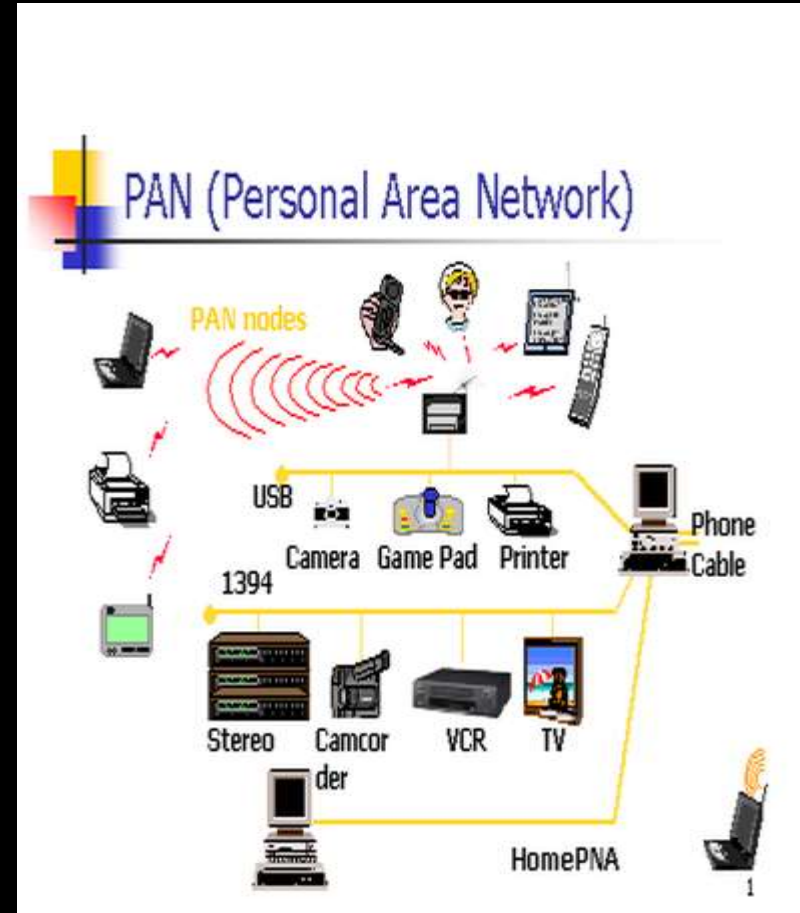 PAN (Personal Area Network)
PAN nodes
USB
Camera
Game Pad
Printer
Phone
Cable
1394
Stereo
Camcor
der
VCR
TV
HomePNA
1